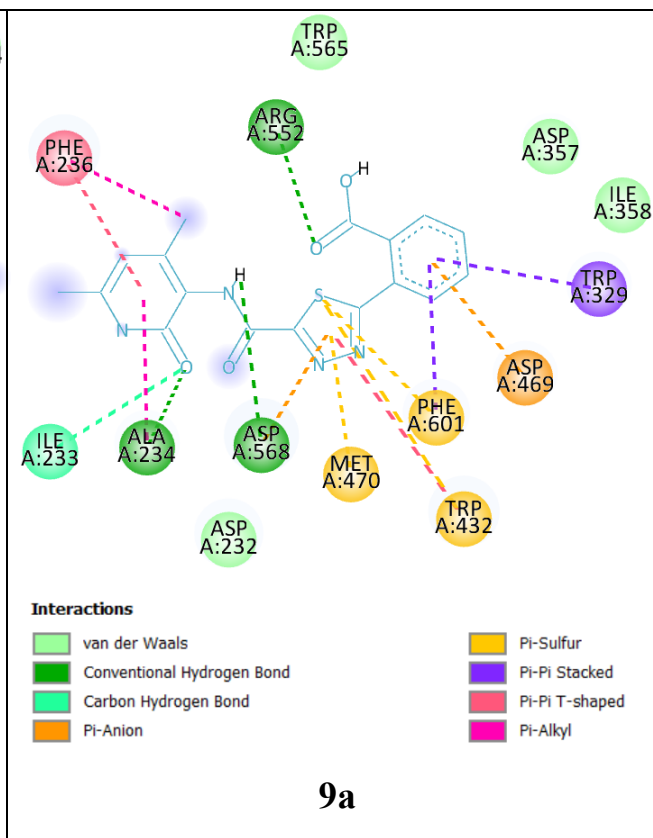 TRP
A:565
ARG
A:552
ASP
A:357
PHE
A:236
ILE
A:358
H
O
O
TRP
A:329
H
N
S
N
O
O
N
N
ASP
A:469
PHE
A:601
ILE
A:233
ALA
A:234
ASP
A:568
MET
A:470
TRP
A:432
ASP
A:232
Interactions
van der Waals
Conventional Hydrogen Bond
Carbon Hydrogen Bond
Pi-Anion
Pi-Sulfur
Pi-Pi Stacked
Pi-Pi T-shaped
Pi-Alkyl
9a